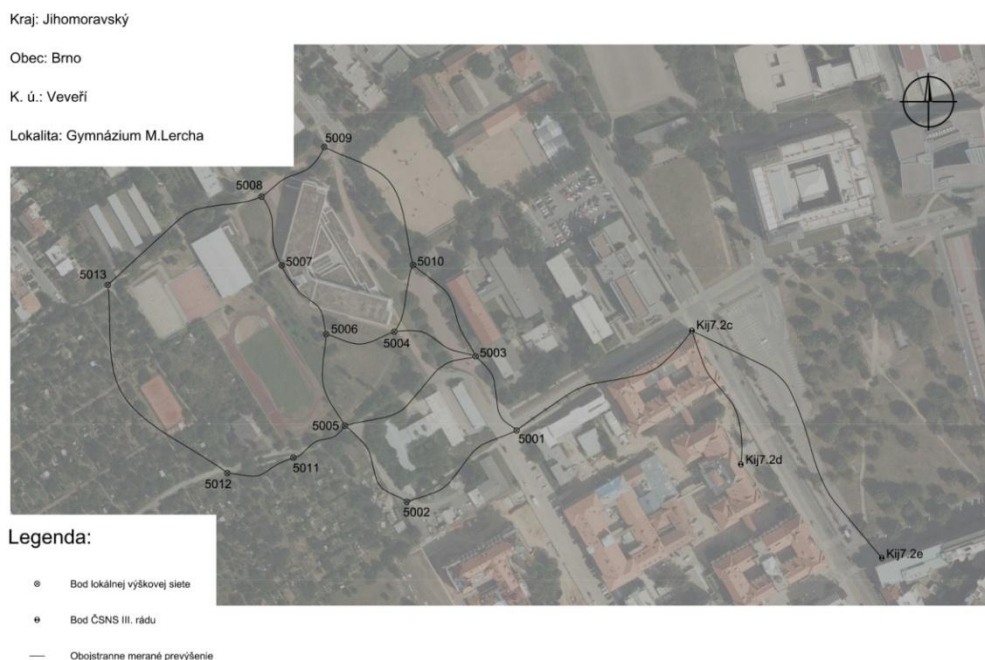 Kraj: Jihomoravský
Obec: Brno
K. ú.: Veveří
Lokalita: Gymnázium M.Lercha
5009
5008
5007
5010
5013
5006
5004
Kij7.2c
5003
5005
5001
5011
Kij7.2d
5012
5002
Kij7.2e
Legenda:
Bod lokálnej výškovej siete
Bod ČSNS III. rádu
Obojstranne merané prevýšenie